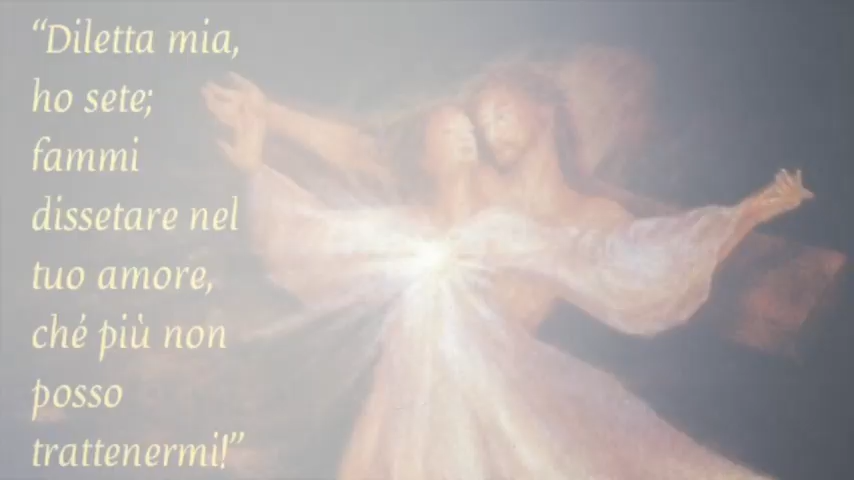 “Diletta mia,
ho sete;
fammi
dissetare nel
tuo amore,
ché più non
posso
trattenermi!”